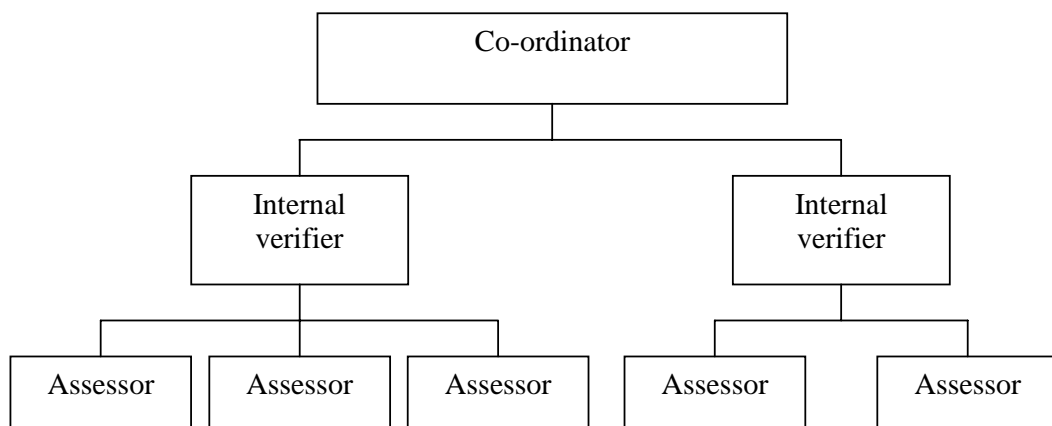 Co-ordinator
Internal
verifier
Internal
verifier
Assessor
Assessor
Assessor
Assessor
Assessor